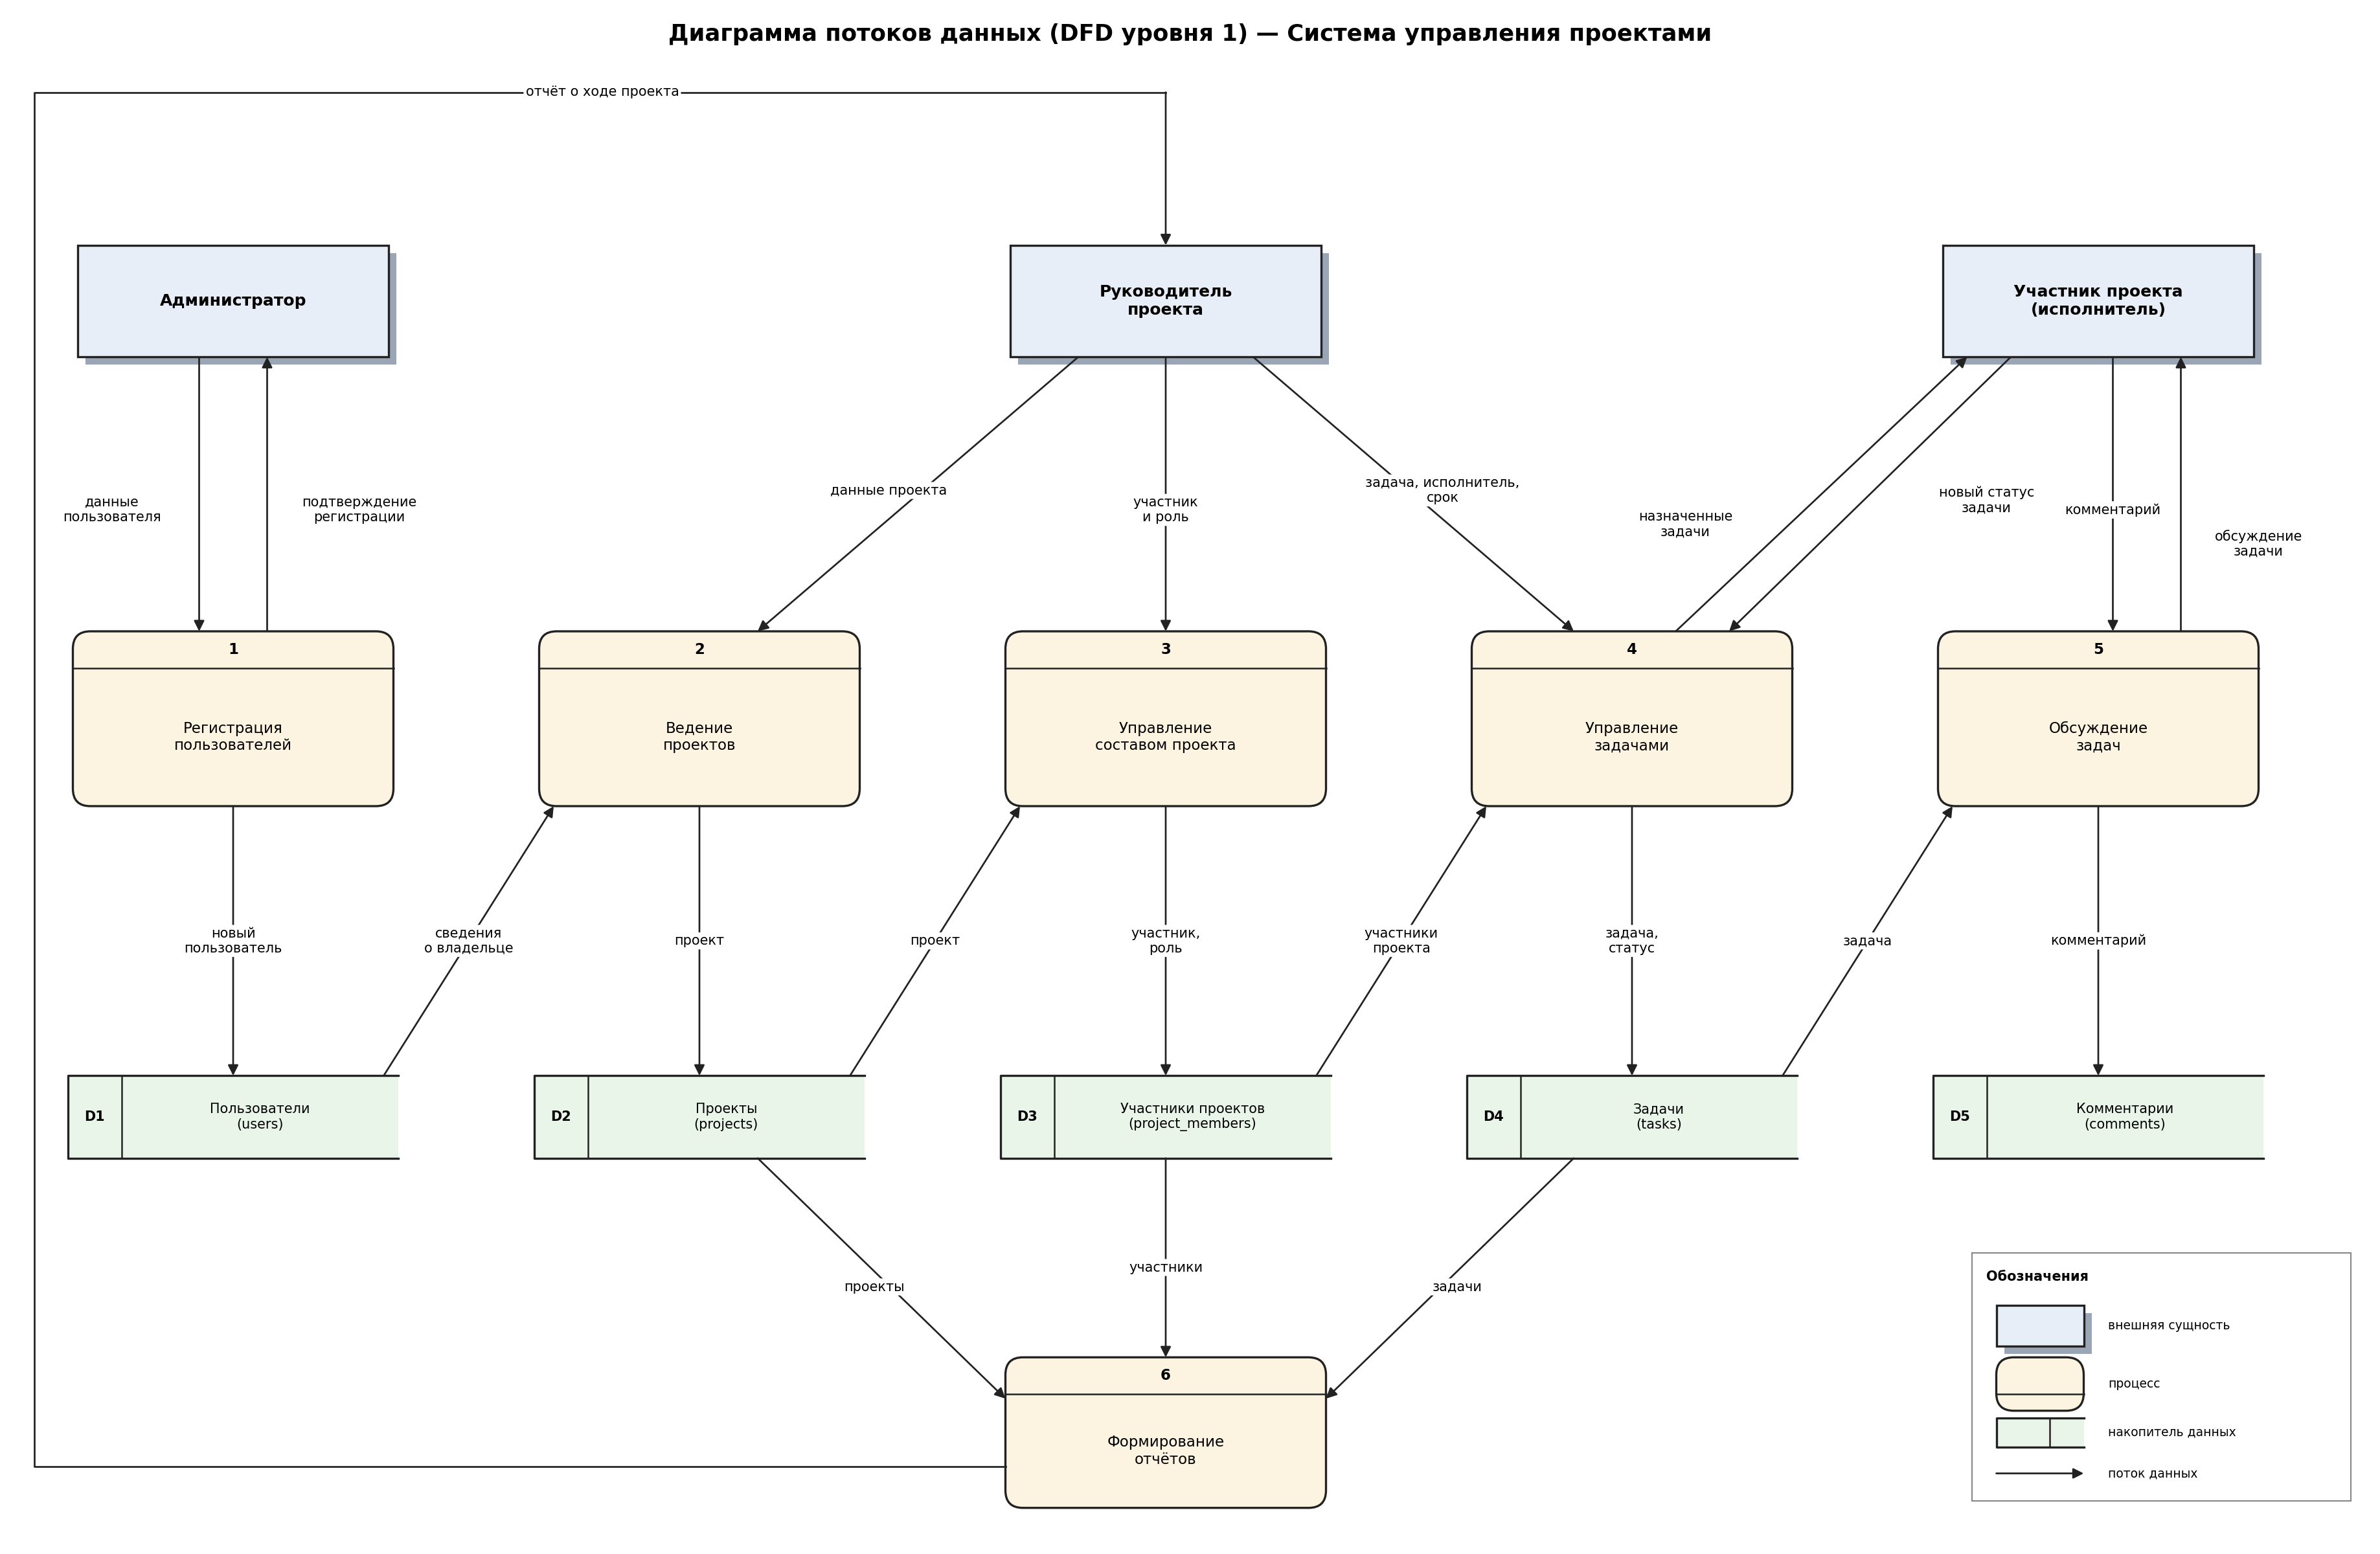 Диаграмма потоков данных (DFD уровня 1) — Система управления проектами
отчёт о ходе проекта
Администратор
Руководитель
проекта
Участник проекта
(исполнитель)
данные
пользователя
подтверждение
регистрации
данные проекта
участник
и роль
задача, исполнитель,
срок
назначенные
задачи
новый статус
задачи
комментарий
обсуждение
задачи
1
Регистрация
пользователей
2
Ведение
проектов
3
Управление
составом проекта
4
Управление
задачами
5
Обсуждение
задач
новый
пользователь
сведения
о владельце
проект
проект
участник,
роль
участники
проекта
задача,
статус
задача
комментарий
D1
Пользователи
(users)
D2
Проекты
(projects)
D3
Участники проектов
(project_members)
D4
Задачи
(tasks)
D5
Комментарии
(comments)
проекты
участники
задачи
6
Формирование
отчётов
Обозначения
внешняя сущность
процесс
накопитель данных
поток данных